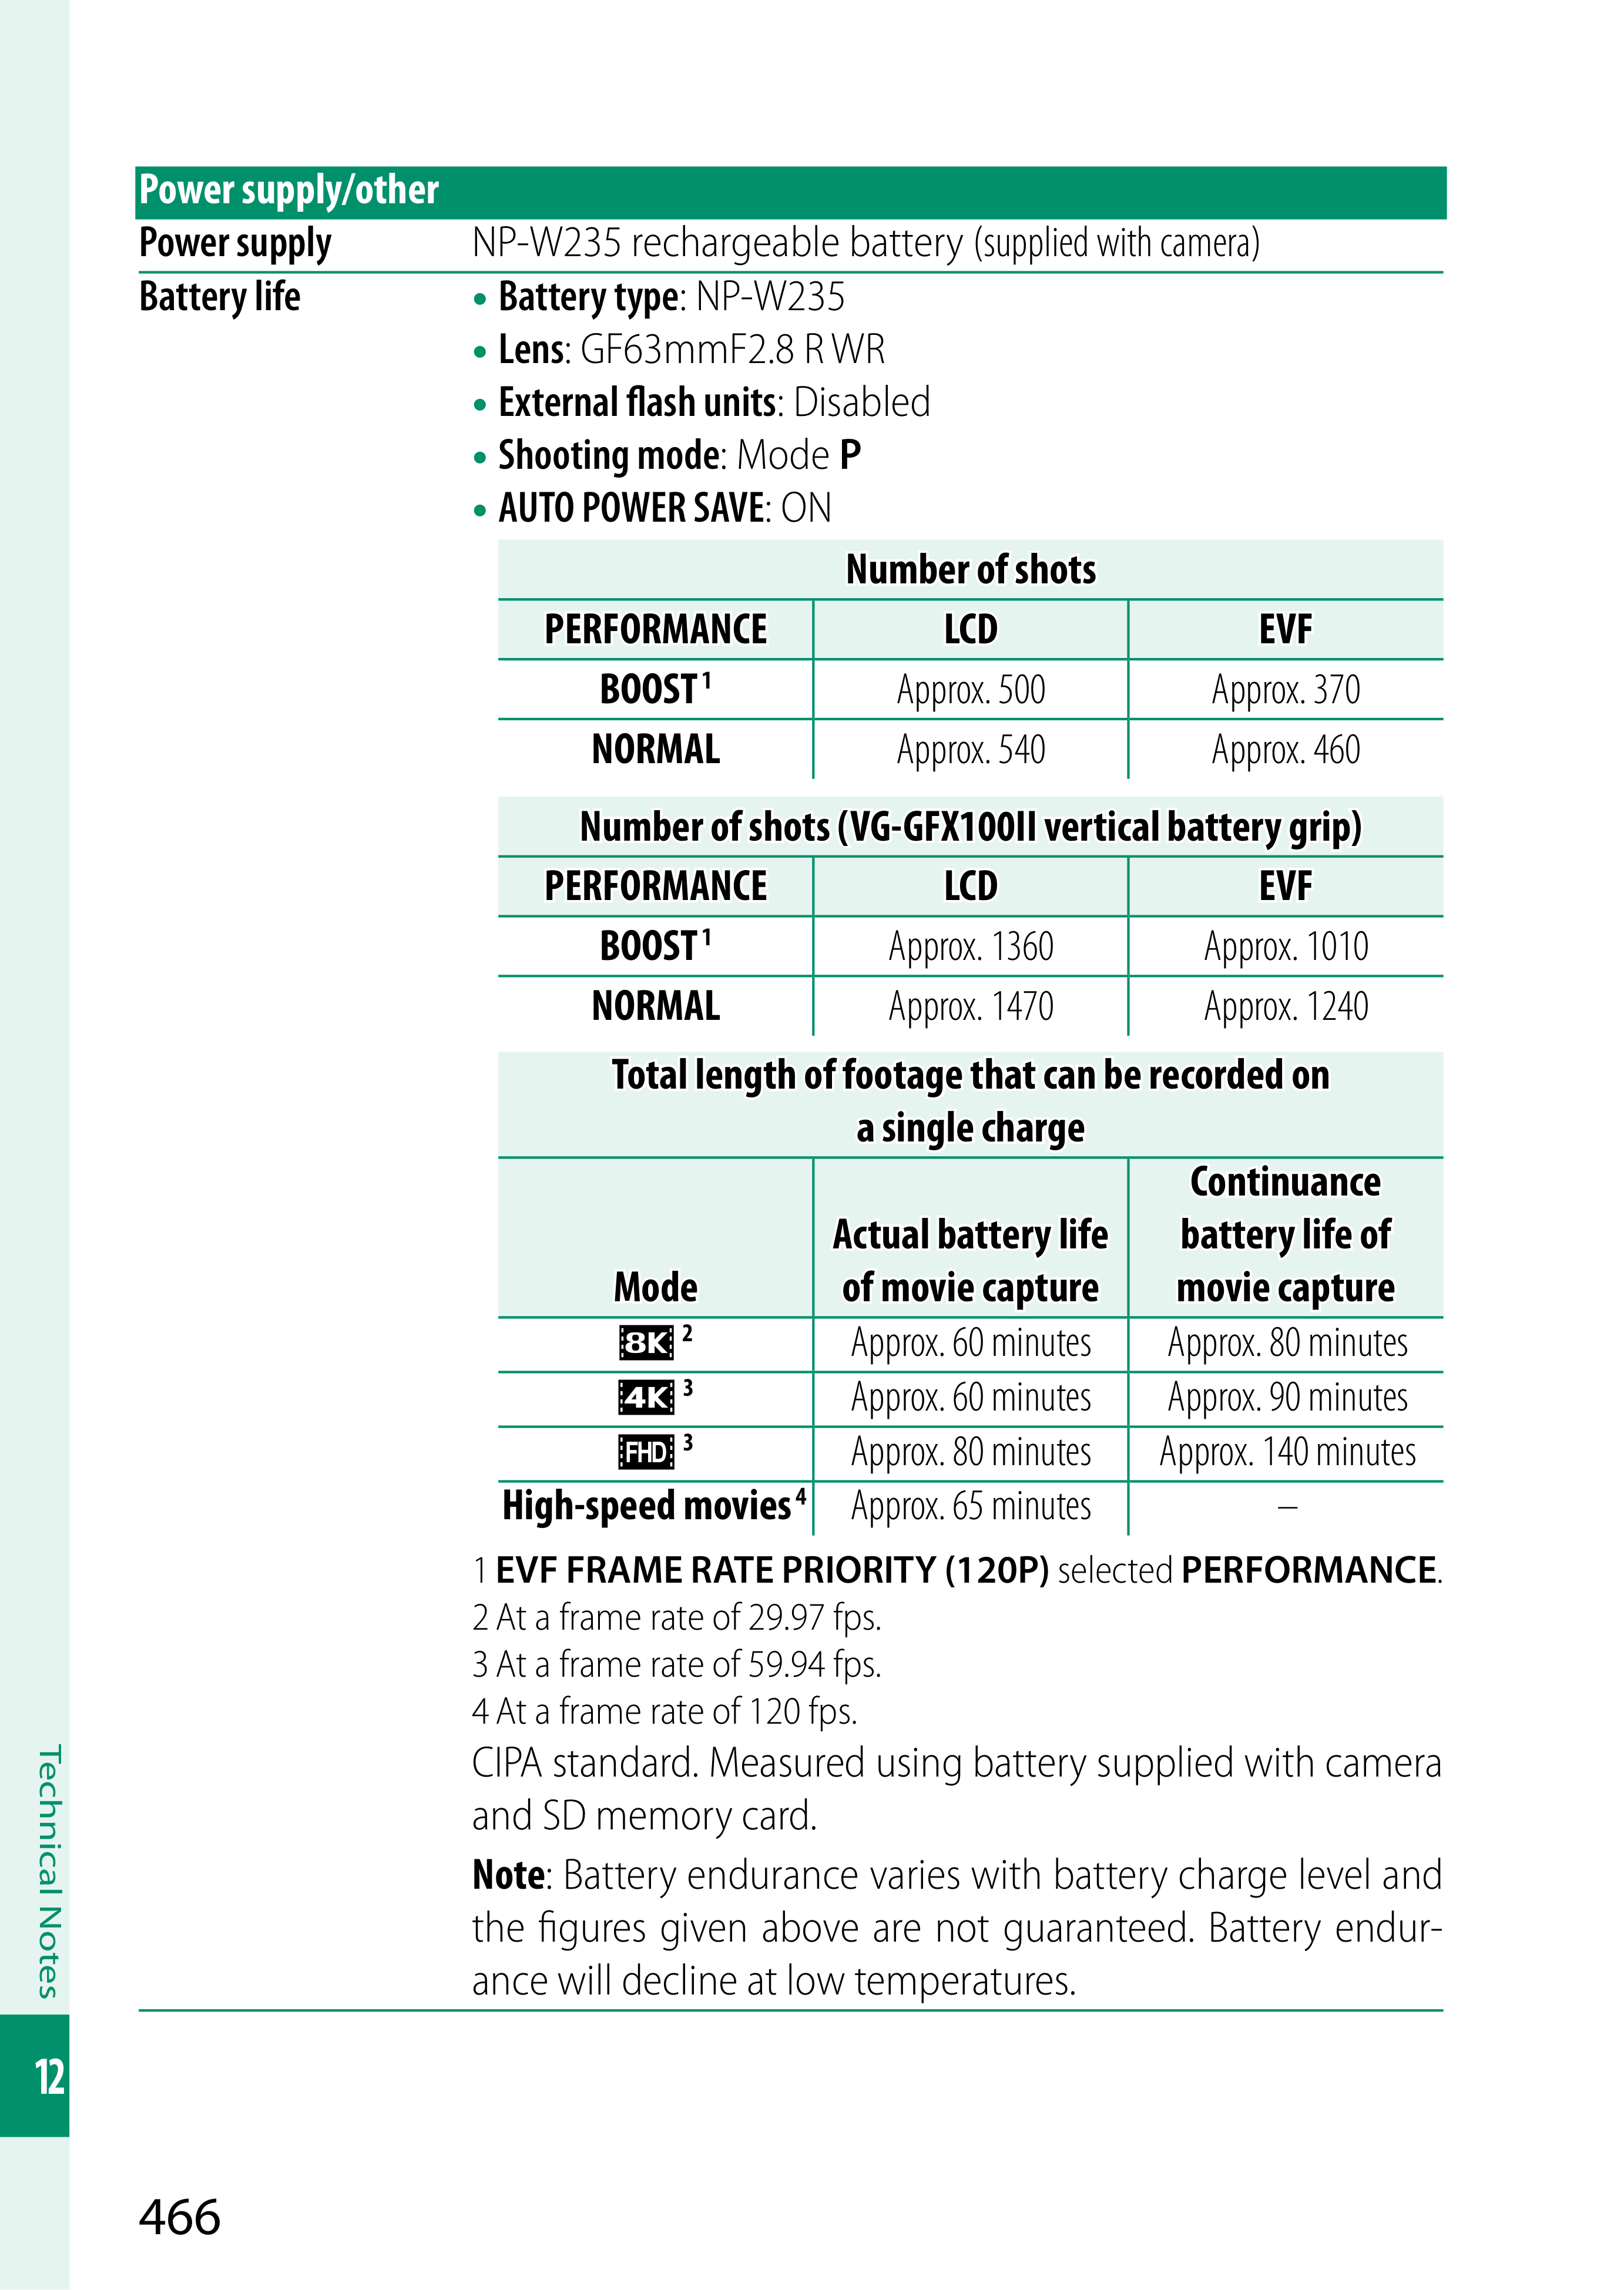 Power supply/other
Power supply NP-W235 rechargeable battery (supplied with camera)
Battery life • Battery type: NP-W235
• Lens: GF63mmF2.8 R WR
• External flash units: Disabled
• Shooting mode: Mode P
• AUTO POWER SAVE: ON
Number of shots
PERFORMANCE LCD EVF
BOOST 1 Approx. 500 Approx. 370
NORMAL Approx. 540 Approx. 460
Number of shots (VG-GFX100II vertical battery grip)
PERFORMANCE LCD EVF
BOOST 1 Approx. 1360 Approx. 1010
NORMAL Approx. 1470 Approx. 1240
Total length of footage that can be recorded on
a single charge
Mode
Actual battery life
of movie capture
Continuance
battery life of
movie capture
8K 2 Approx. 60 minutes Approx. 80 minutes
4K 3 Approx. 60 minutes Approx. 90 minutes
FHD 3 Approx. 80 minutes Approx. 140 minutes
High-speed movies 4 Approx. 65 minutes –
1 EVF FRAME RATE PRIORITY (120P) selected PERFORMANCE.
2 At a frame rate of 29.97 fps.
3 At a frame rate of 59.94 fps.
4 At a frame rate of 120 fps.
CIPA standard. Measured using battery supplied with camera
and SD memory card.
Note: Battery endurance varies with battery charge level and
the figures given above are not guaranteed. Battery endur-
ance will decline at low temperatures.
Technical Notes
12
466